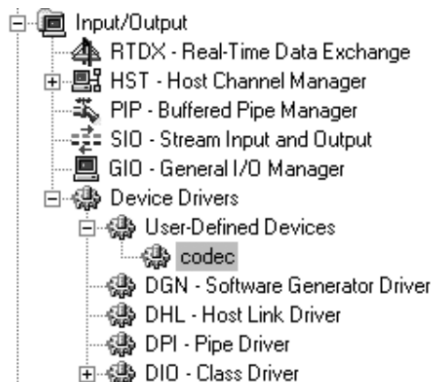 Input/Output
RTDX - Real-Time Data Exchange
HST - Host Channel Manager
PIP - Buffered Pipe Manager
SIO - Stream Input and Output
GIO - General I/O Manager
Device Drivers
User-Defined Devices
codec
DGN - Software Generator Driver
DHL - Host Link Driver
DPI - Pipe Driver
DIO - Class Driver